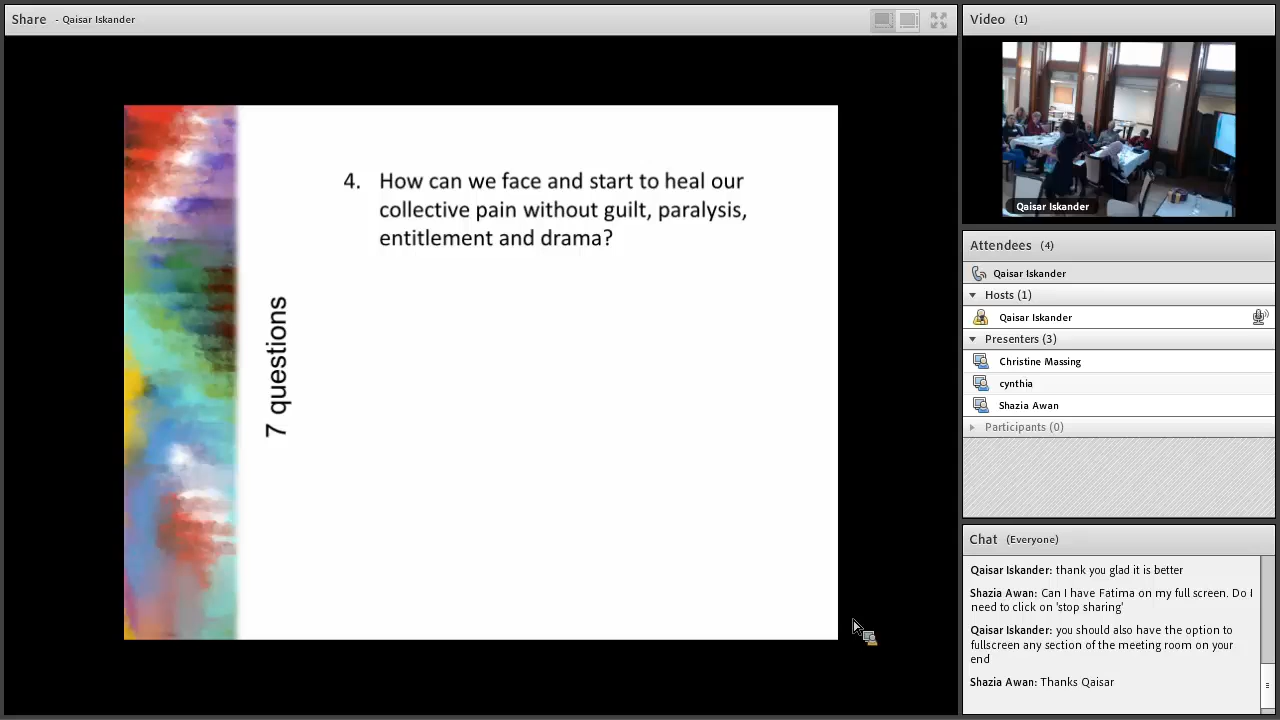 Share - Qaisar Iskander
4. How can we face and start to heal our
collective pain without guilt, paralysis,
entitlement and drama?
7 questions
Video (1)
Qaisar Iskander
Attendees (4)
Qaisar Iskander
Hosts (1)
Qaisar Iskander
Presenters (3)
Christine Massing
cynthia
Shazia Awan
Participants (0)
Chat (Everyone)
Qaisar Iskander: thank you glad it is better
Shazia Awan: Can I have Fatima on my full screen. Do I
need to click on 'stop sharing'
Qaisar Iskander: you should also have the option to
fullscreen any section of the meeting room on your
end
Shazia Awan: Thanks Qaisar